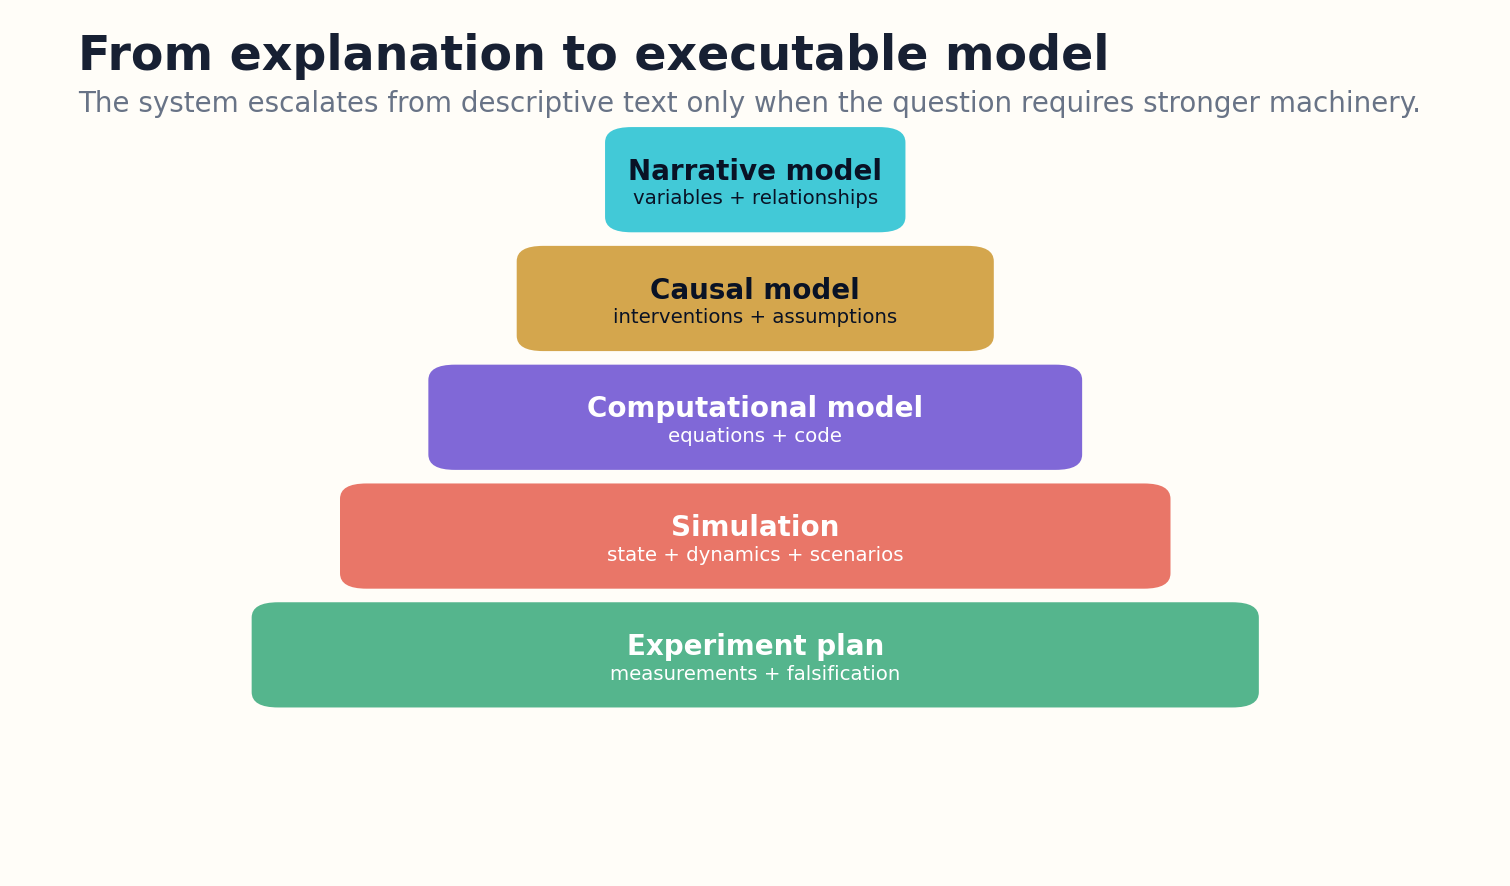 From explanation to executable model
The system escalates from descriptive text only when the question requires stronger machinery.
Narrative model
variables + relationships
Causal model
interventions + assumptions
Computational model
equations + code
Simulation
state + dynamics + scenarios
Experiment plan
measurements + falsification